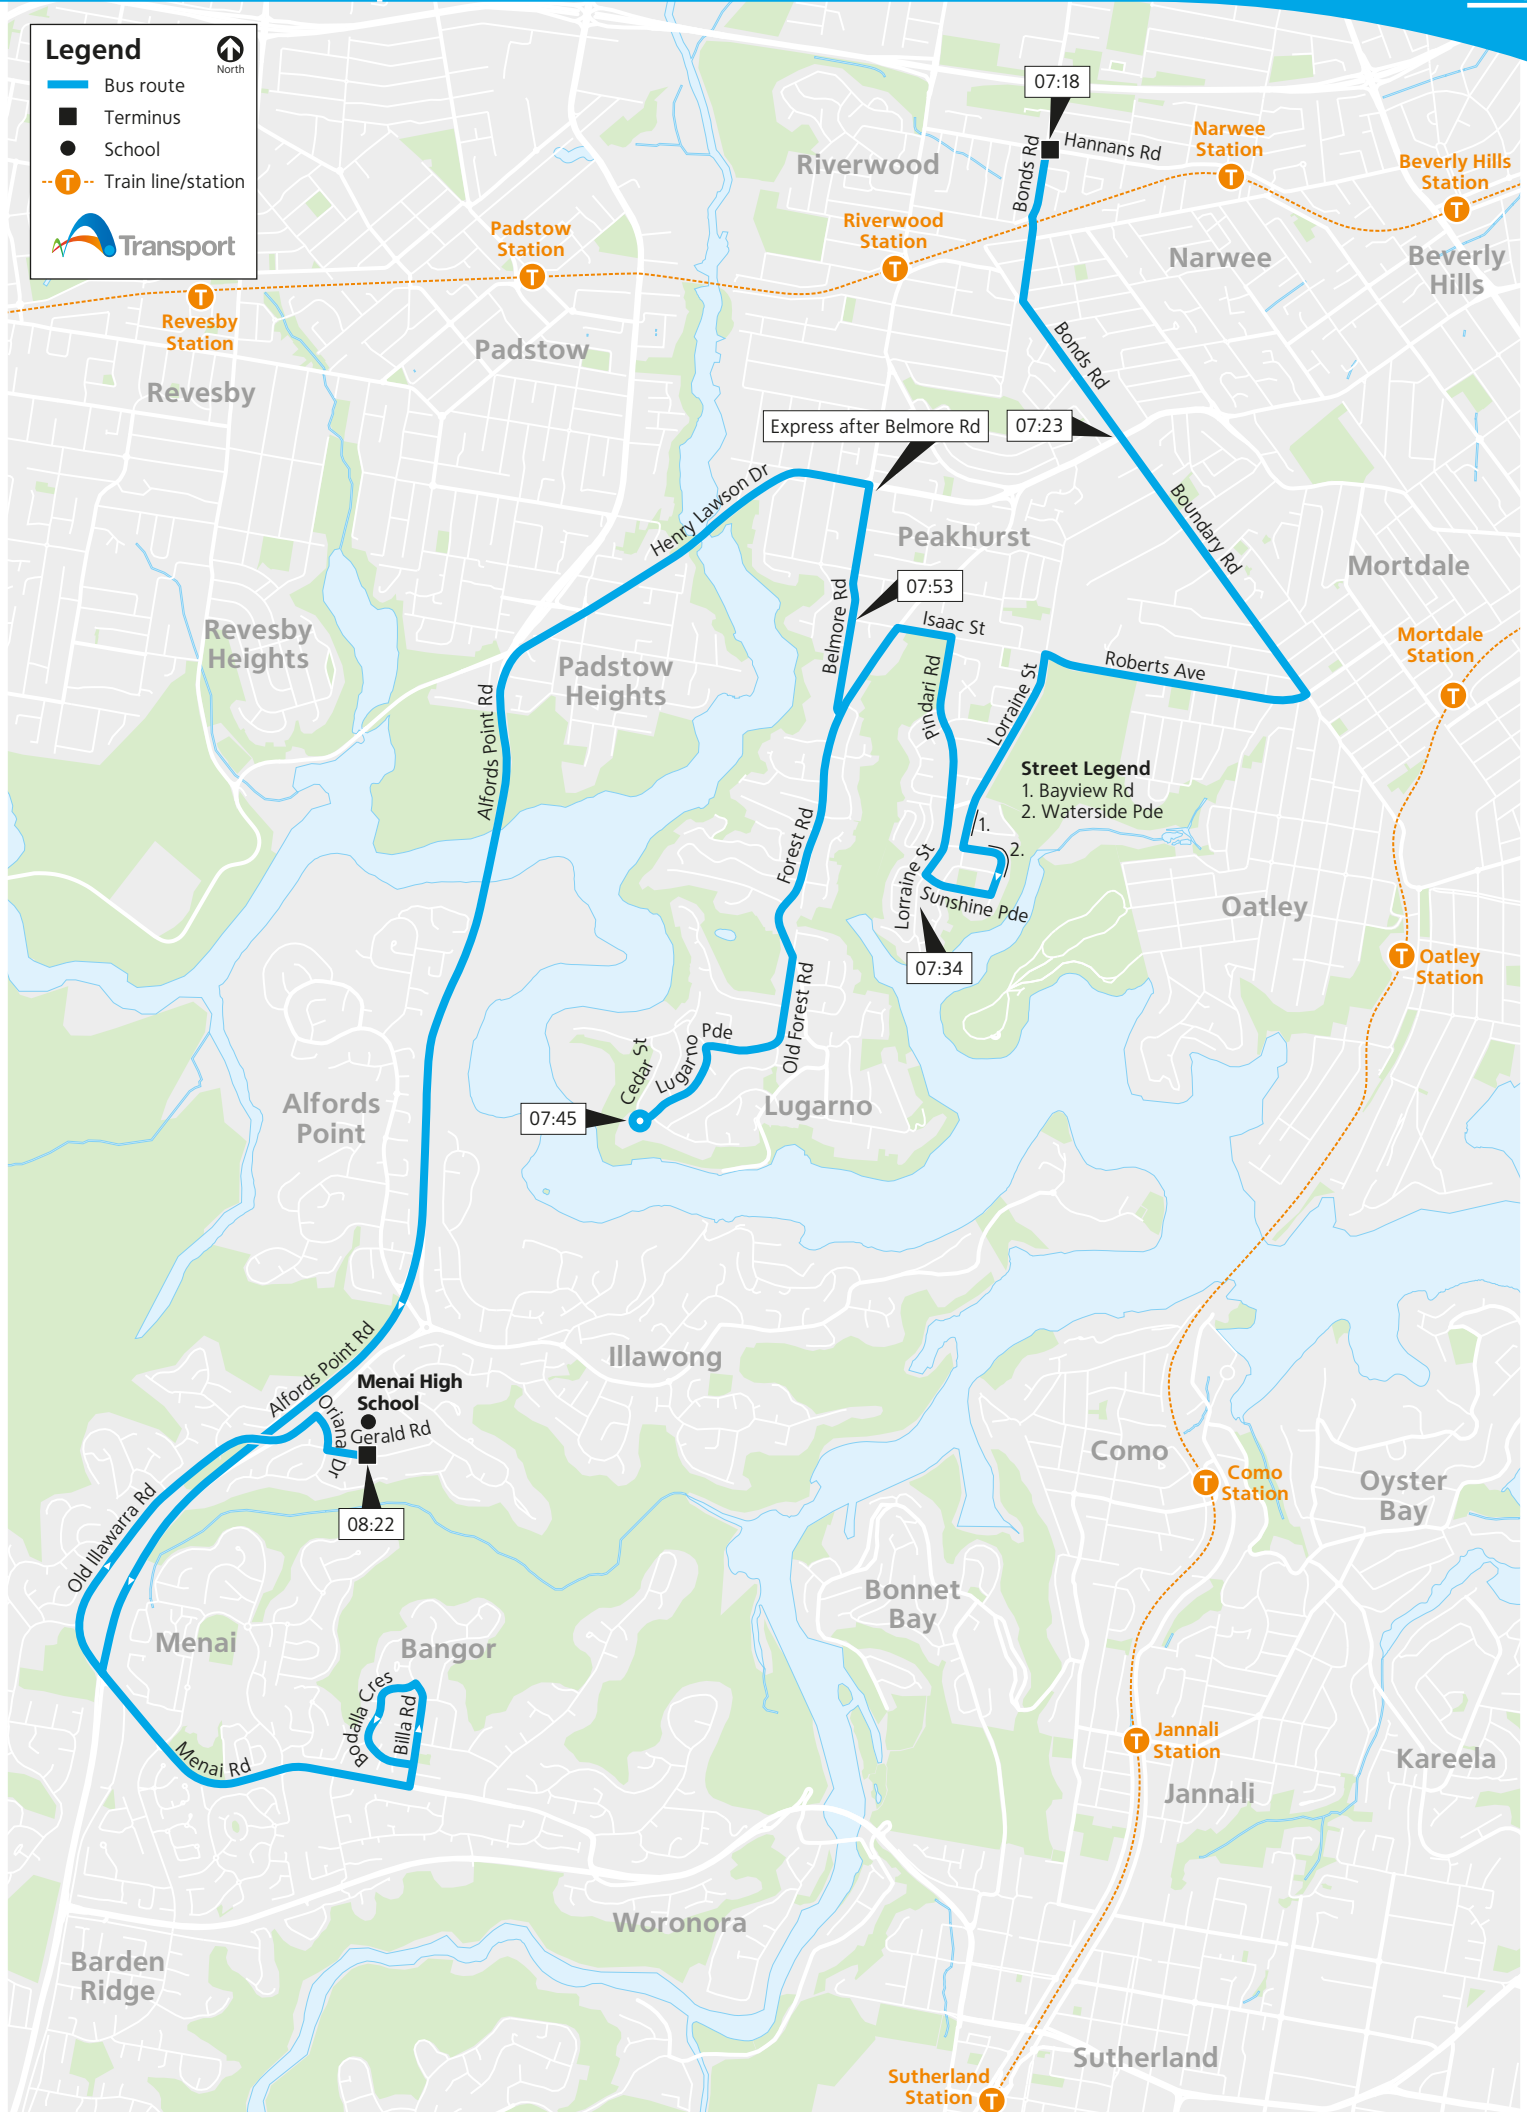 Legend
North
Bus route
Terminus
School
T
Train line/station
Transport
07:18
Hannans Rd
Bonds Rd
Narwee
Station
T
Beverly Hills
Station
T
Riverwood
Riverwood
Station
T
Padstow
Station
T
Revesby
Station
T
Narwee
Beverly
Hills
Padstow
Revesby
Bonds Rd
Express after Belmore Rd
07:23
Henry Lawson Dr
Boundary Rd
Peakhurst
Mortdale
07:53
Belmore Rd
Isaac St
Revesby
Heights
Padstow
Heights
Mortdale
Station
T
Pindari Rd
Lorraine St
Roberts Ave
Alfords Point Rd
Street Legend
1. Bayview Rd
2. Waterside Pde
1.
2.
Forest Rd
Lorraine St
Sunshine Pde
Oatley
07:34
T
Oatley
Station
Old Forest Rd
Cedar St
Lugarno
Pde
07:45
Lugarno
Alfords
Point
Illawong
Alfords Point Rd
Menai High
School
Oriana Dr
Gerald Rd
08:22
Como
T
Como
Station
Oyster
Bay
Old Illawarra Rd
Bonnet
Bay
Menai
Bangor
Bodalla Cres
Billa Rd
Menai Rd
T
Jannali
Station
Jannali
Kareela
Woronora
Barden
Ridge
Sutherland
Sutherland
Station
T